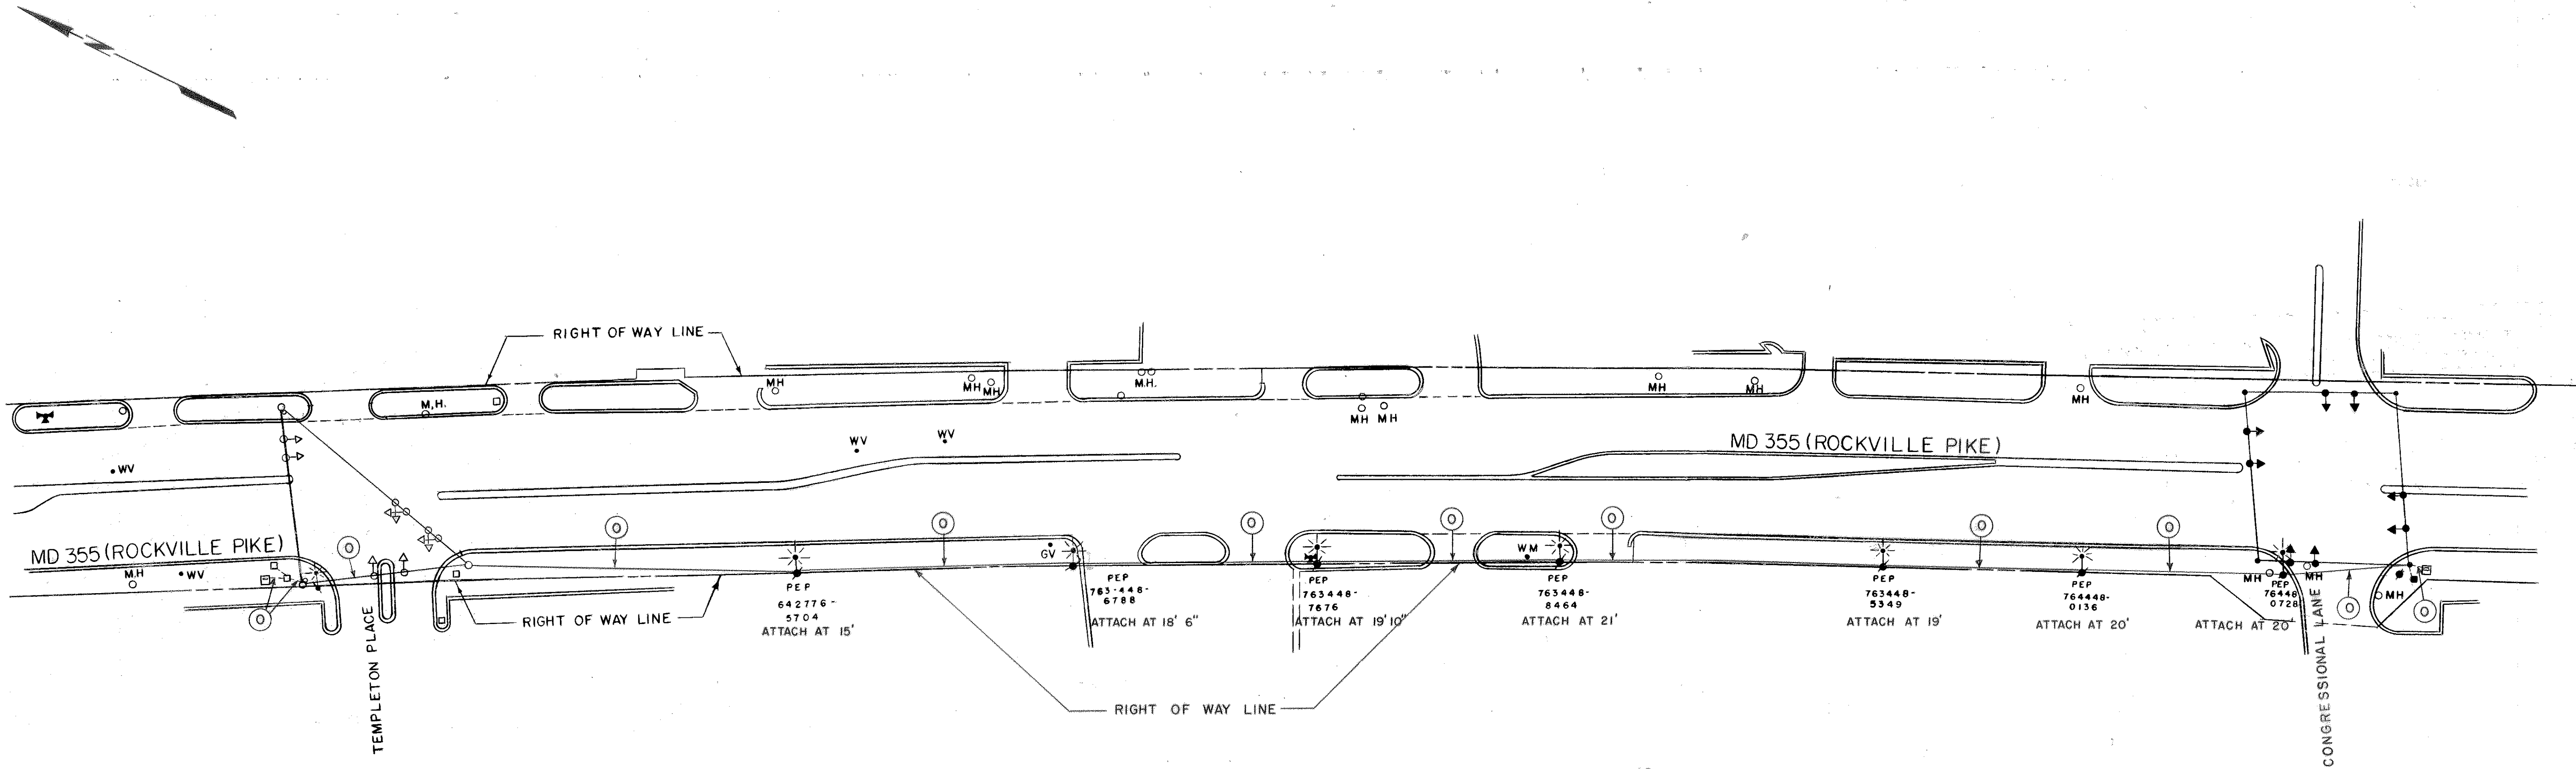 N
RIGHT OF WAY LINE
MH
MH
MH
M.H.
M.H.
MH MH
MH
MH
MH
WV
WV
WV
MD 355 (ROCKVILLE PIKE)
MD 355 (ROCKVILLE PIKE)
O
O
O
O
O
O
O
O
M.H
WV
GV
WM
MH
MH
MH
O
O
O
PEP
642776-
5704
ATTACH AT 15'
PEP
763-448-
6788
ATTACH AT 18' 6"
PEP
763448-
7676
ATTACH AT 19'10"
PEP
763448-
8464
ATTACH AT 21'
PEP
763448-
5349
ATTACH AT 19'
PEP
764448-
0136
ATTACH AT 20'
PEP
76448
0728
ATTACH AT 20'
RIGHT OF WAY LINE
TEMPLETON PLACE
CONGRESSIONAL LANE
RIGHT OF WAY LINE